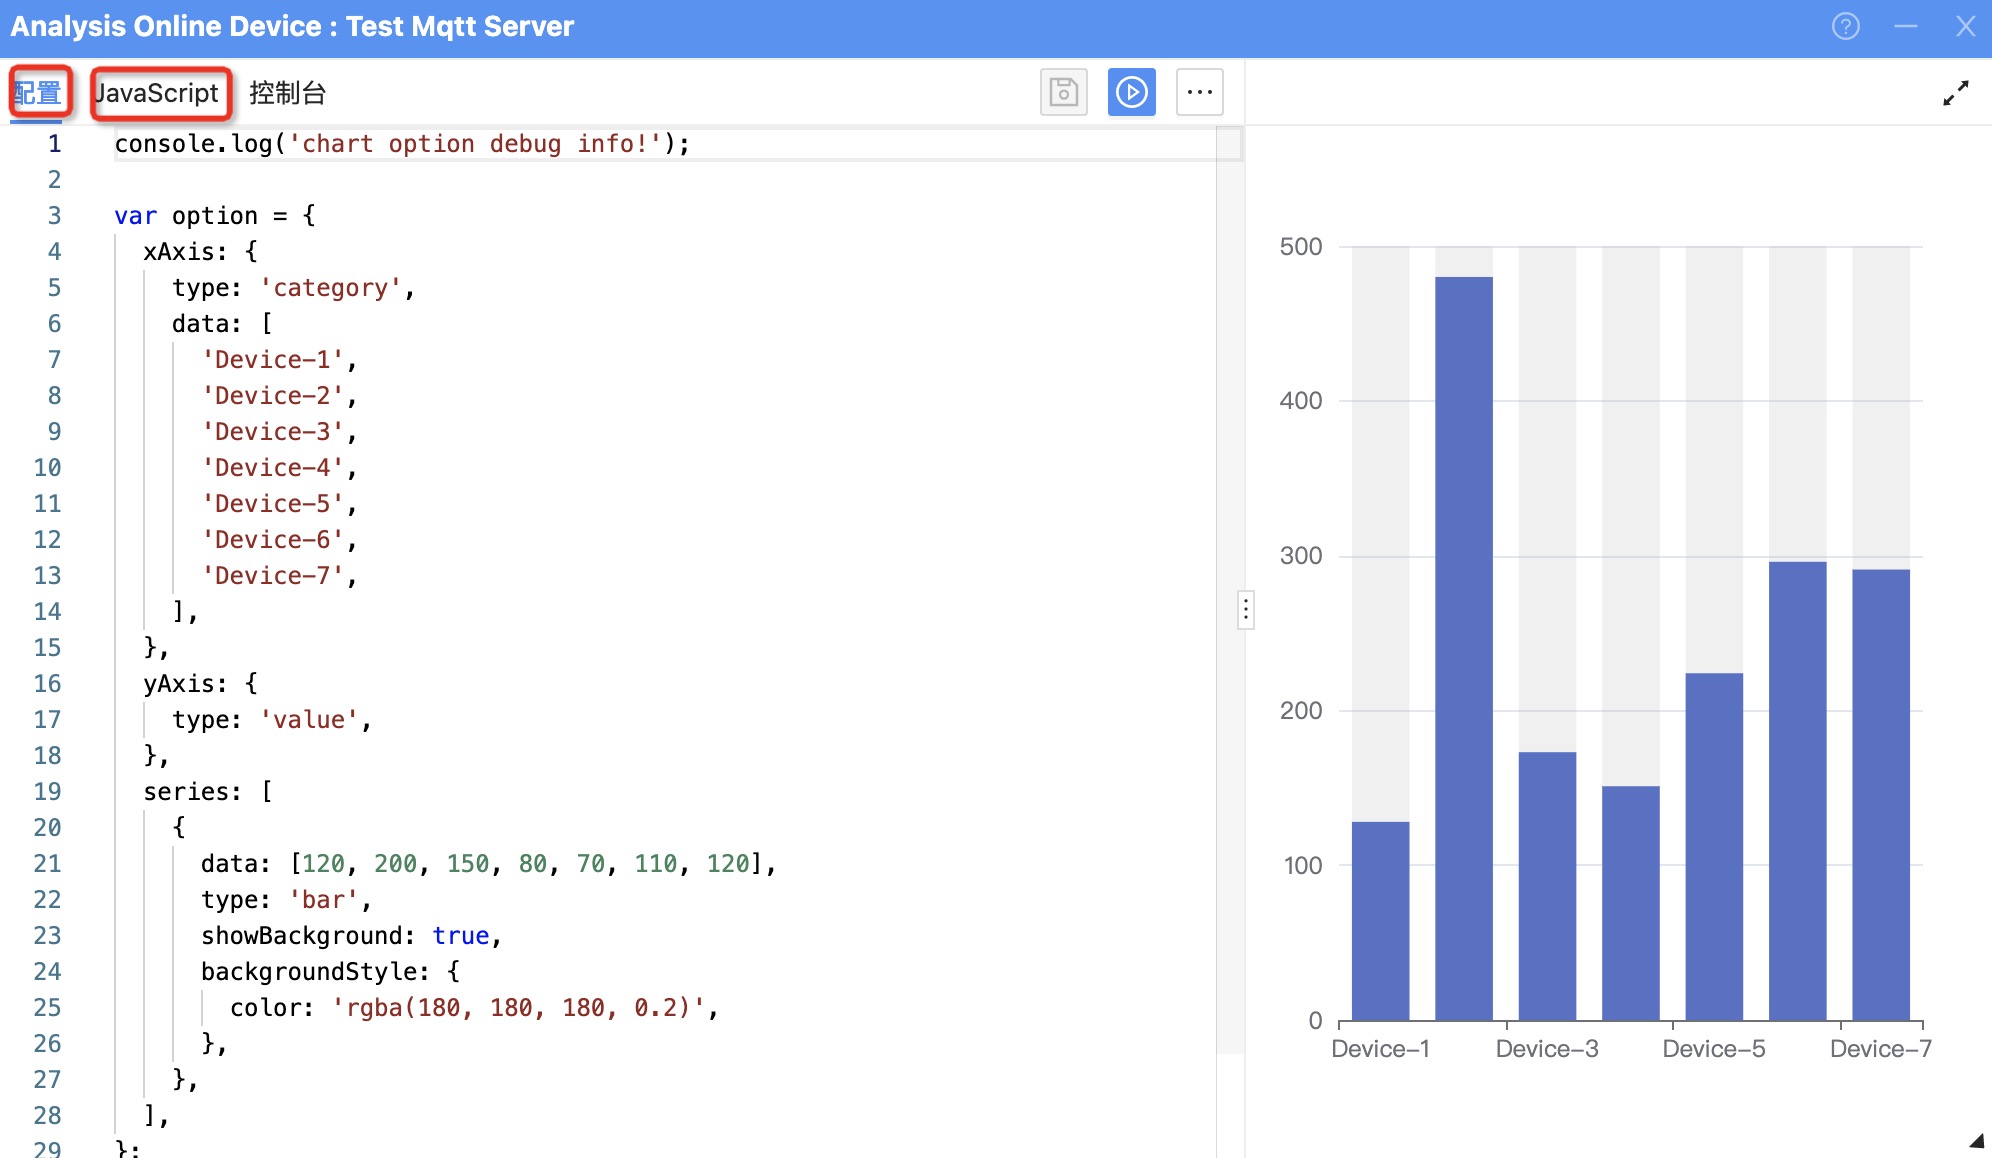 Analysis Online Device : Test Mqtt Server
配置 JavaScript 控制台
1 console.log('chart option debug info!');
2
3 var option = {
4 xAxis: {
5 type: 'category',
6 data: [
7 'Device-1',
8 'Device-2',
9 'Device-3',
10 'Device-4',
11 'Device-5',
12 'Device-6',
13 'Device-7',
14 ],
15 },
16 yAxis: {
17 type: 'value',
18 },
19 series: [
20 {
21 data: [120, 200, 150, 80, 70, 110, 120],
22 type: 'bar',
23 showBackground: true,
24 backgroundStyle: {
25 color: 'rgba(180, 180, 180, 0.2)',
26 },
27 },
28 ],
29 };
500
400
300
200
100
0
Device-1 Device-3 Device-5 Device-7